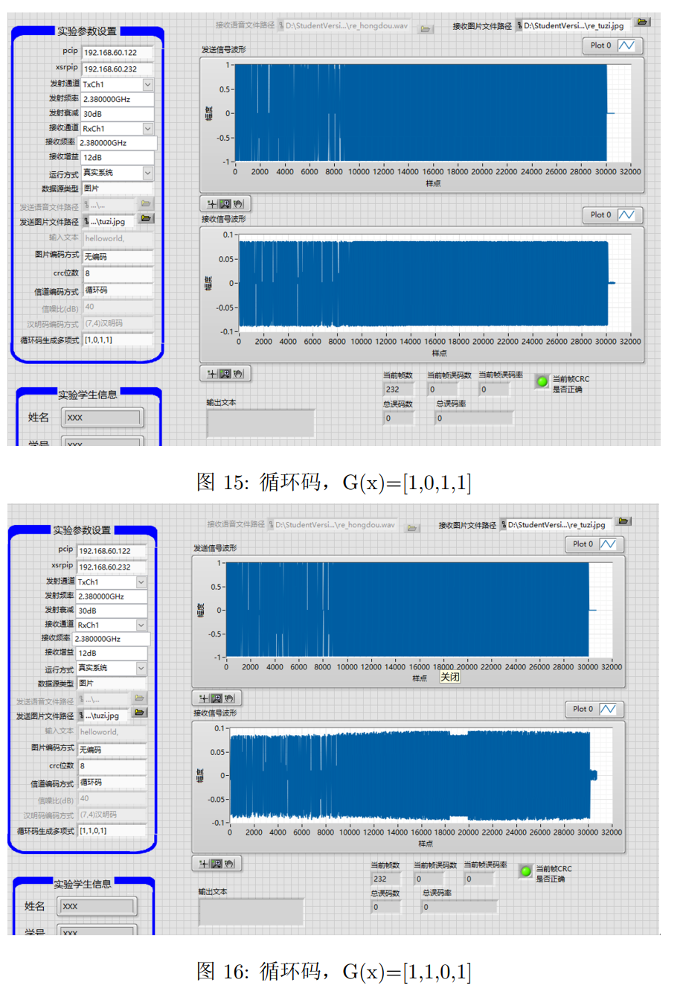 接收语音文件路径 D:\StudentVersi...\re_hongdou.wav 接收图片文件路径 D:\StudentVersi...\re_tuzi.jpg
实验参数设置
pcip 192.168.60.122
xsrpip 192.168.60.232
发射通道 TxCh1
发射频率 2.380000GHz
发射衰减 30dB
接收通道 RxCh1
接收频率 2.380000GHz
接收增益 12dB
运行方式 真实系统
数据源类型 图片
发送语音文件路径 ...\...
发送图片文件路径 ...\tuzi.jpg
输入文本 helloworld,
图片编码方式 无编码
crc位数 8
信道编码方式 循环码
信噪比(dB) 40
汉明码编码方式 (7,4)汉明码
循环码生成多项式 [1,0,1,1]
实验学生信息
姓名 XXX
学号 XXX
发送信号波形 Plot 0
幅度
1
0.5
0
-0.5
-1
0 2000 4000 6000 8000 10000 12000 14000 16000 18000 20000 22000 24000 26000 28000 30000 32000
样点
接收信号波形 Plot 0
幅度
0.1
0.05
0
-0.05
-0.1
0 2000 4000 6000 8000 10000 12000 14000 16000 18000 20000 22000 24000 26000 28000 30000 32000
样点
输出文本
当前帧数 当前帧误码数 当前帧误码率 当前帧CRC
232 0 0 是否正确
总误码数 总误码率
0 0
图 15: 循环码，G(x)=[1,0,1,1]
接收语音文件路径 D:\StudentVersi...\re_hongdou.wav 接收图片文件路径 D:\StudentVersi...\re_tuzi.jpg
实验参数设置
pcip 192.168.60.122
xsrpip 192.168.60.232
发射通道 TxCh1
发射频率 2.380000GHz
发射衰减 30dB
接收通道 RxCh1
接收频率 2.380000GHz
接收增益 12dB
运行方式 真实系统
数据源类型 图片
发送语音文件路径 ...\...
发送图片文件路径 ...\tuzi.jpg
输入文本 helloworld,
图片编码方式 无编码
crc位数 8
信道编码方式 循环码
信噪比(dB) 40
汉明码编码方式 (7,4)汉明码
循环码生成多项式 [1,1,0,1]
实验学生信息
姓名 XXX
学号 XXX
发送信号波形 Plot 0
幅度
1
0.5
0
-0.5
-1
0 2000 4000 6000 8000 10000 12000 14000 16000 18000 20000 22000 24000 26000 28000 30000 32000
样点 关闭
接收信号波形 Plot 0
幅度
0.1
0.05
0
-0.05
-0.1
0 2000 4000 6000 8000 10000 12000 14000 16000 18000 20000 22000 24000 26000 28000 30000 32000
样点
输出文本
当前帧数 当前帧误码数 当前帧误码率 当前帧CRC
232 0 0 是否正确
总误码数 总误码率
0 0
图 16: 循环码，G(x)=[1,1,0,1]